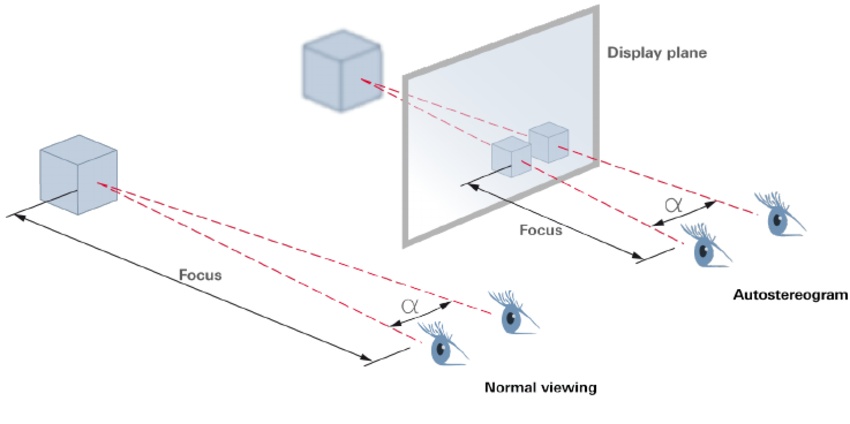 Display plane
α
Focus
Autostereogram
Focus
α
Normal viewing